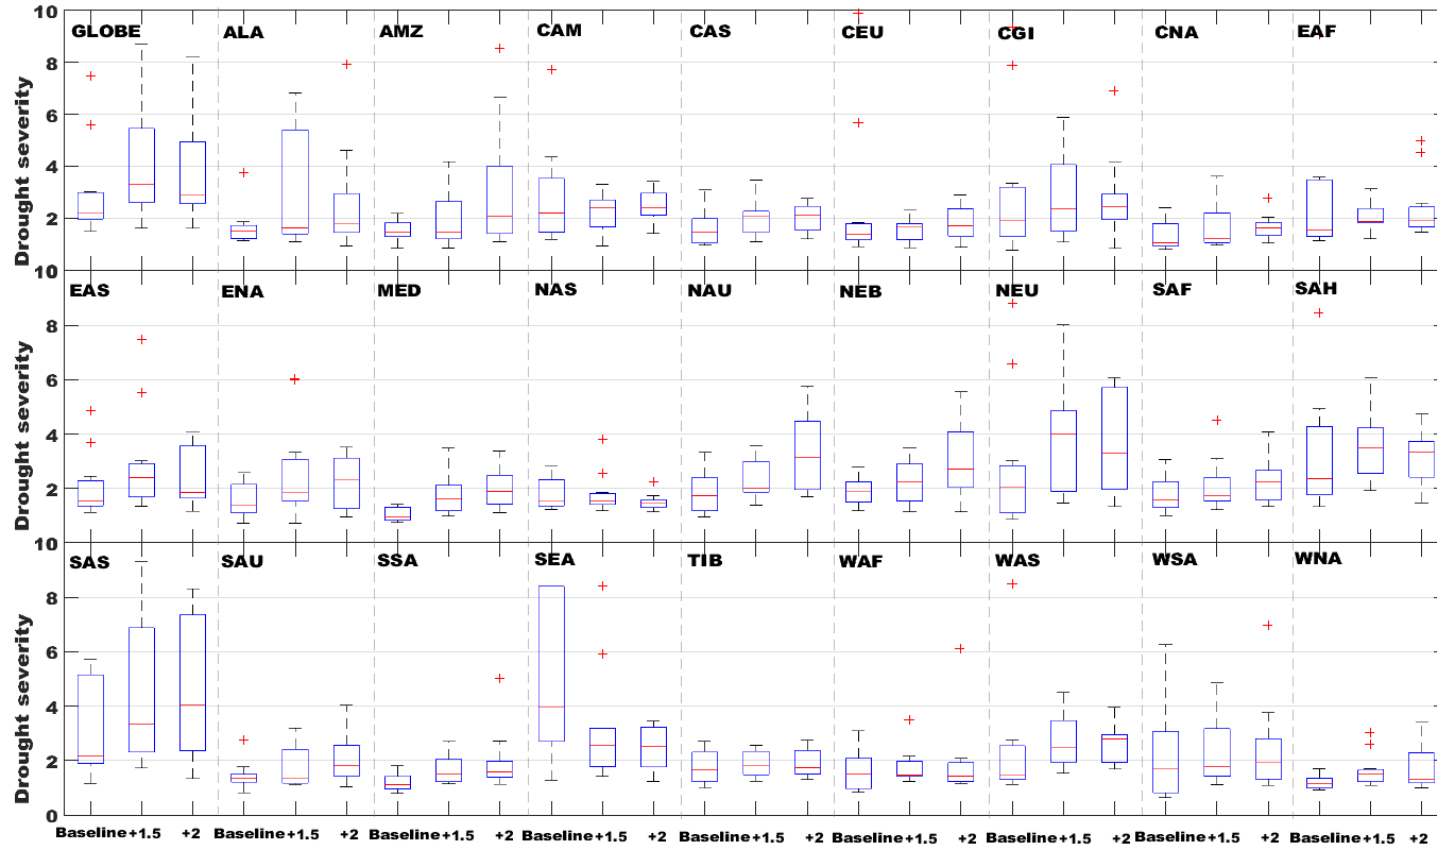 10
GLOBE ALA AMZ CAM CAS CEU CGI CNA EAF
8
6
4
2
Drought severity
10
EAS ENA MED NAS NAU NEB NEU SAF SAH
8
6
4
2
Drought severity
10
SAS SAU SSA SEA TIB WAF WAS WSA WNA
8
6
4
2
0
Drought severity
Baseline +1.5 +2 Baseline +1.5 +2 Baseline +1.5 +2 Baseline +1.5 +2 Baseline +1.5 +2 Baseline +1.5 +2 Baseline +1.5 +2 Baseline +1.5 +2 Baseline +1.5 +2